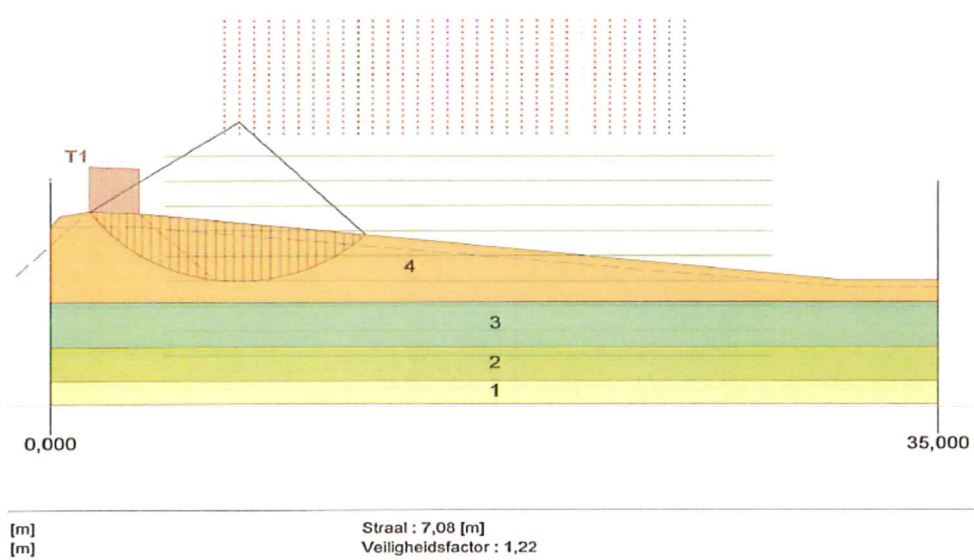 T1
4
3
2
1
0,000
35,000
[m] Straal : 7,08 [m]
[m] Veiligheidsfactor : 1,22